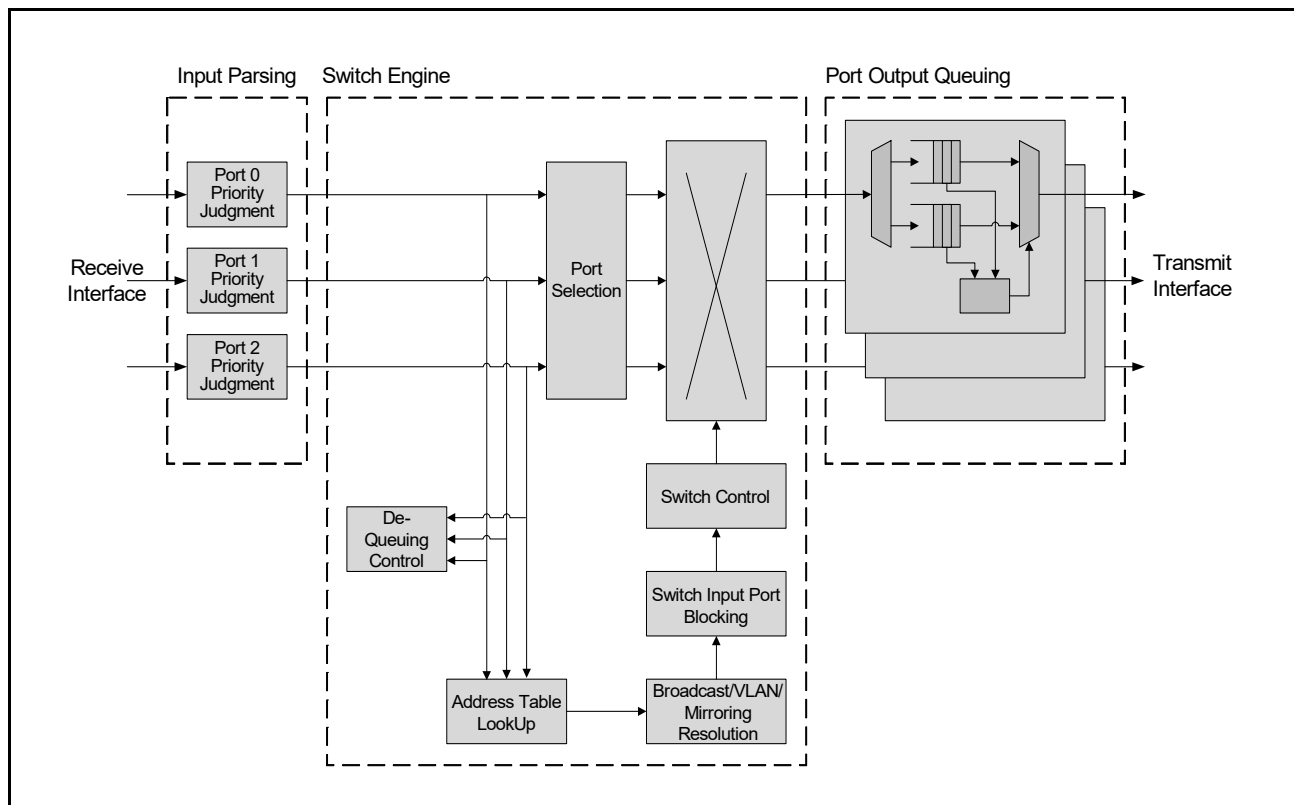 Input Parsing
Switch Engine
Port Output Queuing
Port 0
Priority
Judgment
Port 1
Priority
Judgment
Port 2
Priority
Judgment
Receive
Interface
Port
Selection
Transmit
Interface
De-
Queuing
Control
Switch Control
Switch Input Port
Blocking
Address Table
LookUp
Broadcast/VLAN/
Mirroring
Resolution